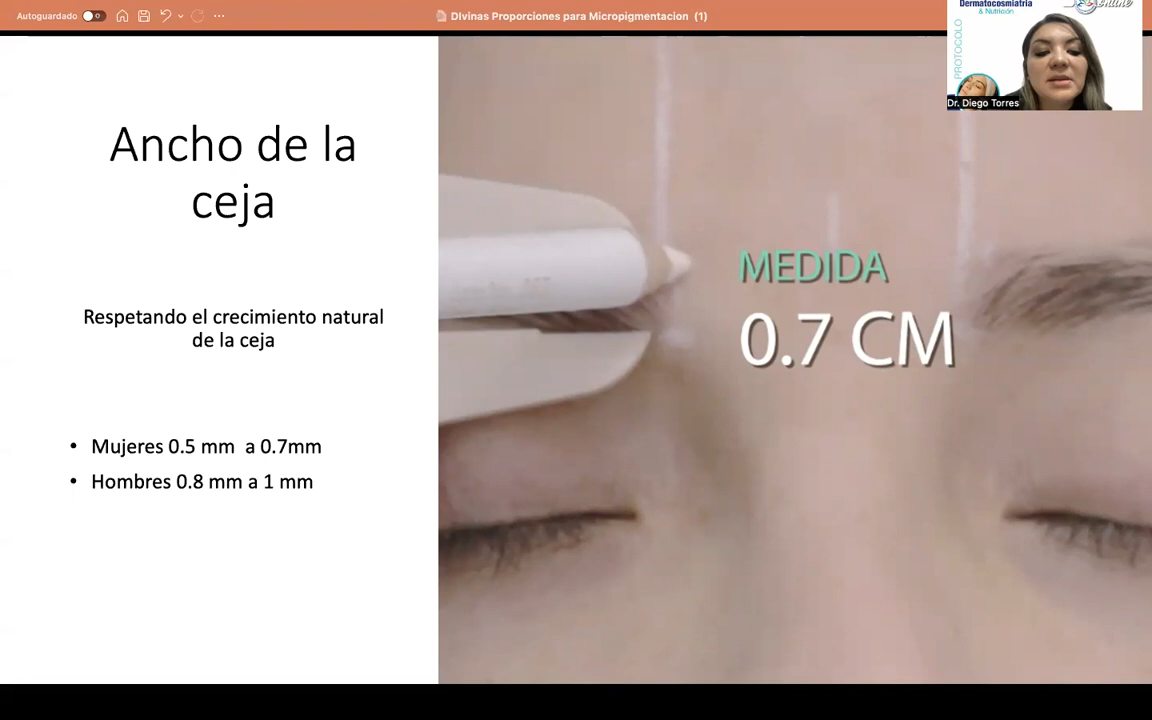 Autoguardado
DIvinas Proporciones para Micropigmentacion (1)
Dermatocosmiatria
& Nutrición
online
PROTOCOLO
Dr. Diego Torres
Ancho de la
ceja
Respetando el crecimiento natural
de la ceja
• Mujeres 0.5 mm a 0.7mm
• Hombres 0.8 mm a 1 mm
MEDIDA
0.7 CM